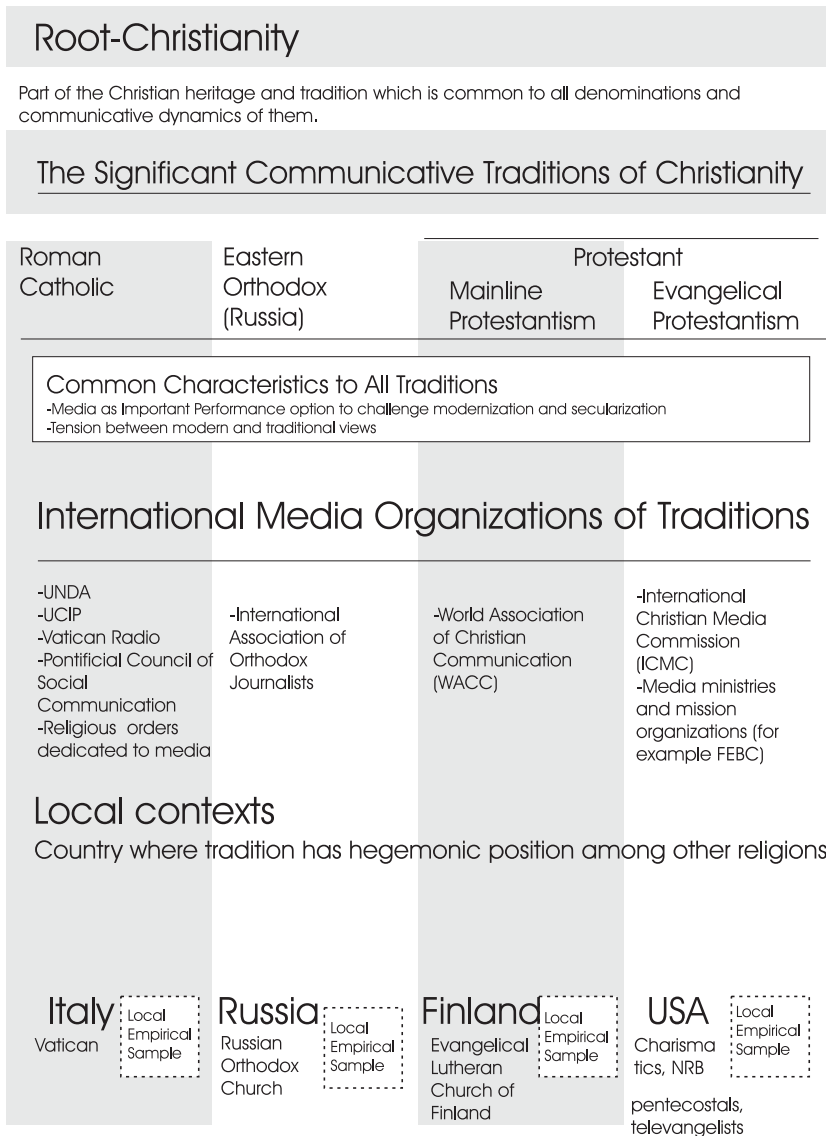 Root-Christianity
Part of the Christian heritage and tradition which is common to all denominations and
communicative dynamics of them.
The Significant Communicative Traditions of Christianity
Roman
Catholic
Eastern
Orthodox
(Russia)
Protestant
Mainline
Protestantism
Evangelical
Protestantism
Common Characteristics to All Traditions
-Media as Important Performance option to challenge modernization and secularization
-Tension between modern and traditional views
International Media Organizations of Traditions
-UNDA
-UCIP
-Vatican Radio
-Pontificial Council of
Social
Communication
-Religious orders
dedicated to media
-International
Association of
Orthodox
Journalists
-World Association
of Christian
Communication
(WACC)
-International
Christian Media
Commission
(ICMC)
-Media ministries
and mission
organizations (for
example FEBC)
Local contexts
Country where tradition has hegemonic position among other religions
Italy
Vatican
Local
Empirical
Sample
Russia
Russian
Orthodox
Church
Local
Empirical
Sample
Finland
Evangelical
Lutheran
Church of
Finland
Local
Empirical
Sample
USA
Charisma
tics, NRB
pentecostals,
televangelists
Local
Empirical
Sample